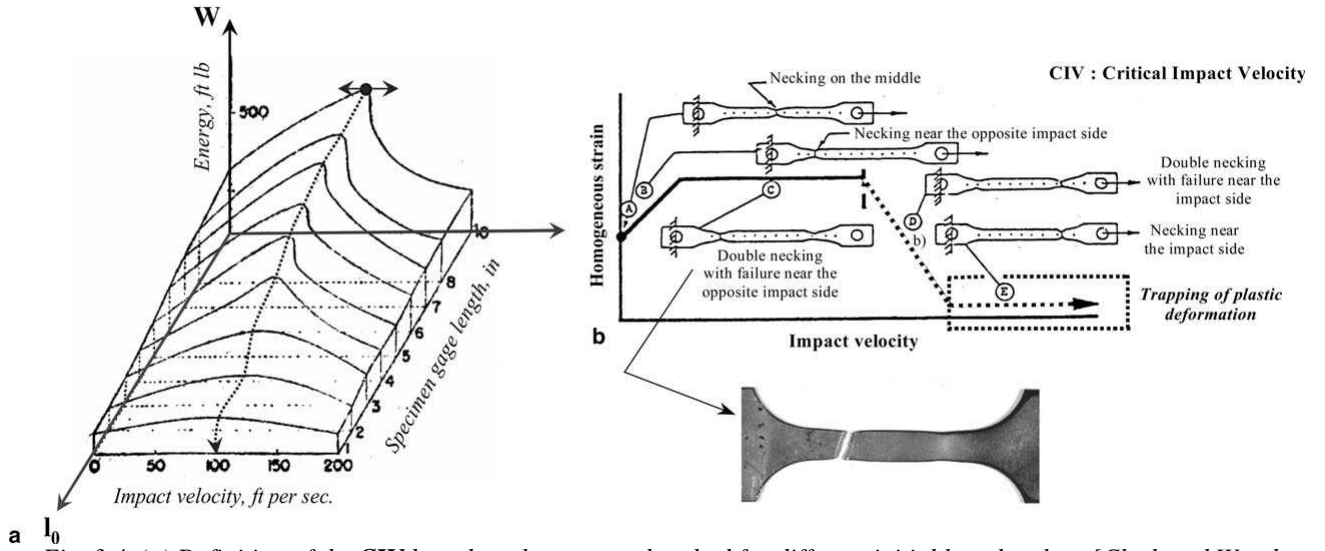 W
Energy, ft lb
500
10
8
7
6
5
4
3
2
1
Specimen gage length, in
0 50 100 150 200
Impact velocity, ft per sec.
l0
a
CIV : Critical Impact Velocity
Necking on the middle
Necking near the opposite impact side
Double necking
with failure near the
impact side
Necking near
the impact side
Homogeneous strain
A
B
C
D
b)
E
Double necking
with failure near the
opposite impact side
Trapping of plastic
deformation
Impact velocity
b